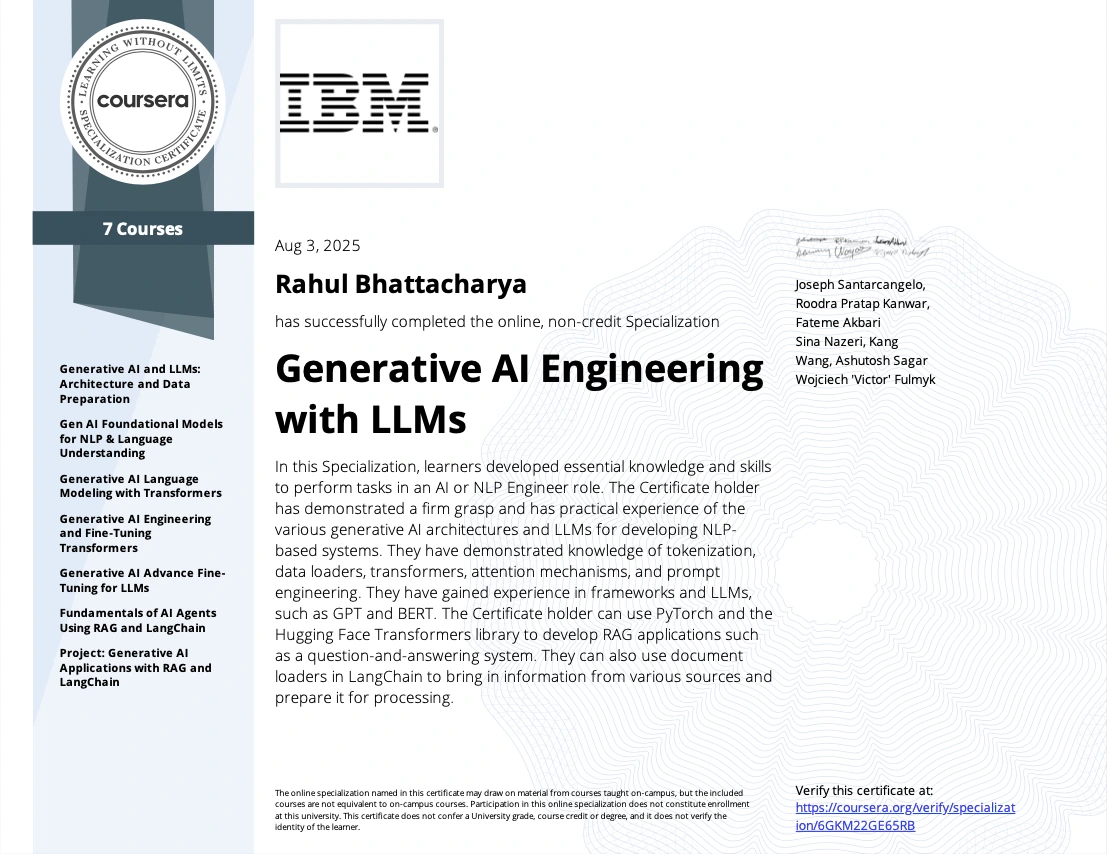 LEARNING WITHOUT LIMITS
coursera
SPECIALIZATION CERTIFICATE
7 Courses
Generative AI and LLMs:
Architecture and Data
Preparation
Gen AI Foundational Models
for NLP & Language
Understanding
Generative AI Language
Modeling with Transformers
Generative AI Engineering
and Fine-Tuning
Transformers
Generative AI Advance Fine-
Tuning for LLMs
Fundamentals of AI Agents
Using RAG and LangChain
Project: Generative AI
Applications with RAG and
LangChain
IBM®
Aug 3, 2025
Rahul Bhattacharya
has successfully completed the online, non-credit Specialization
Generative AI Engineering
with LLMs
In this Specialization, learners developed essential knowledge and skills
to perform tasks in an AI or NLP Engineer role. The Certificate holder
has demonstrated a firm grasp and has practical experience of the
various generative AI architectures and LLMs for developing NLP-
based systems. They have demonstrated knowledge of tokenization,
data loaders, transformers, attention mechanisms, and prompt
engineering. They have gained experience in frameworks and LLMs,
such as GPT and BERT. The Certificate holder can use PyTorch and the
Hugging Face Transformers library to develop RAG applications such
as a question-and-answering system. They can also use document
loaders in LangChain to bring in information from various sources and
prepare it for processing.
The online specialization named in this certificate may draw on material from courses taught on-campus, but the included
courses are not equivalent to on-campus courses. Participation in this online specialization does not constitute enrollment
at this university. This certificate does not confer a University grade, course credit or degree, and it does not verify the
identity of the learner.
Joseph Santarcangelo,
Roodra Pratap Kanwar,
Fateme Akbari
Sina Nazeri, Kang
Wang, Ashutosh Sagar
Wojciech 'Victor' Fulmyk
Verify this certificate at:
https://coursera.org/verify/specializat
ion/6GKM22GE65RB